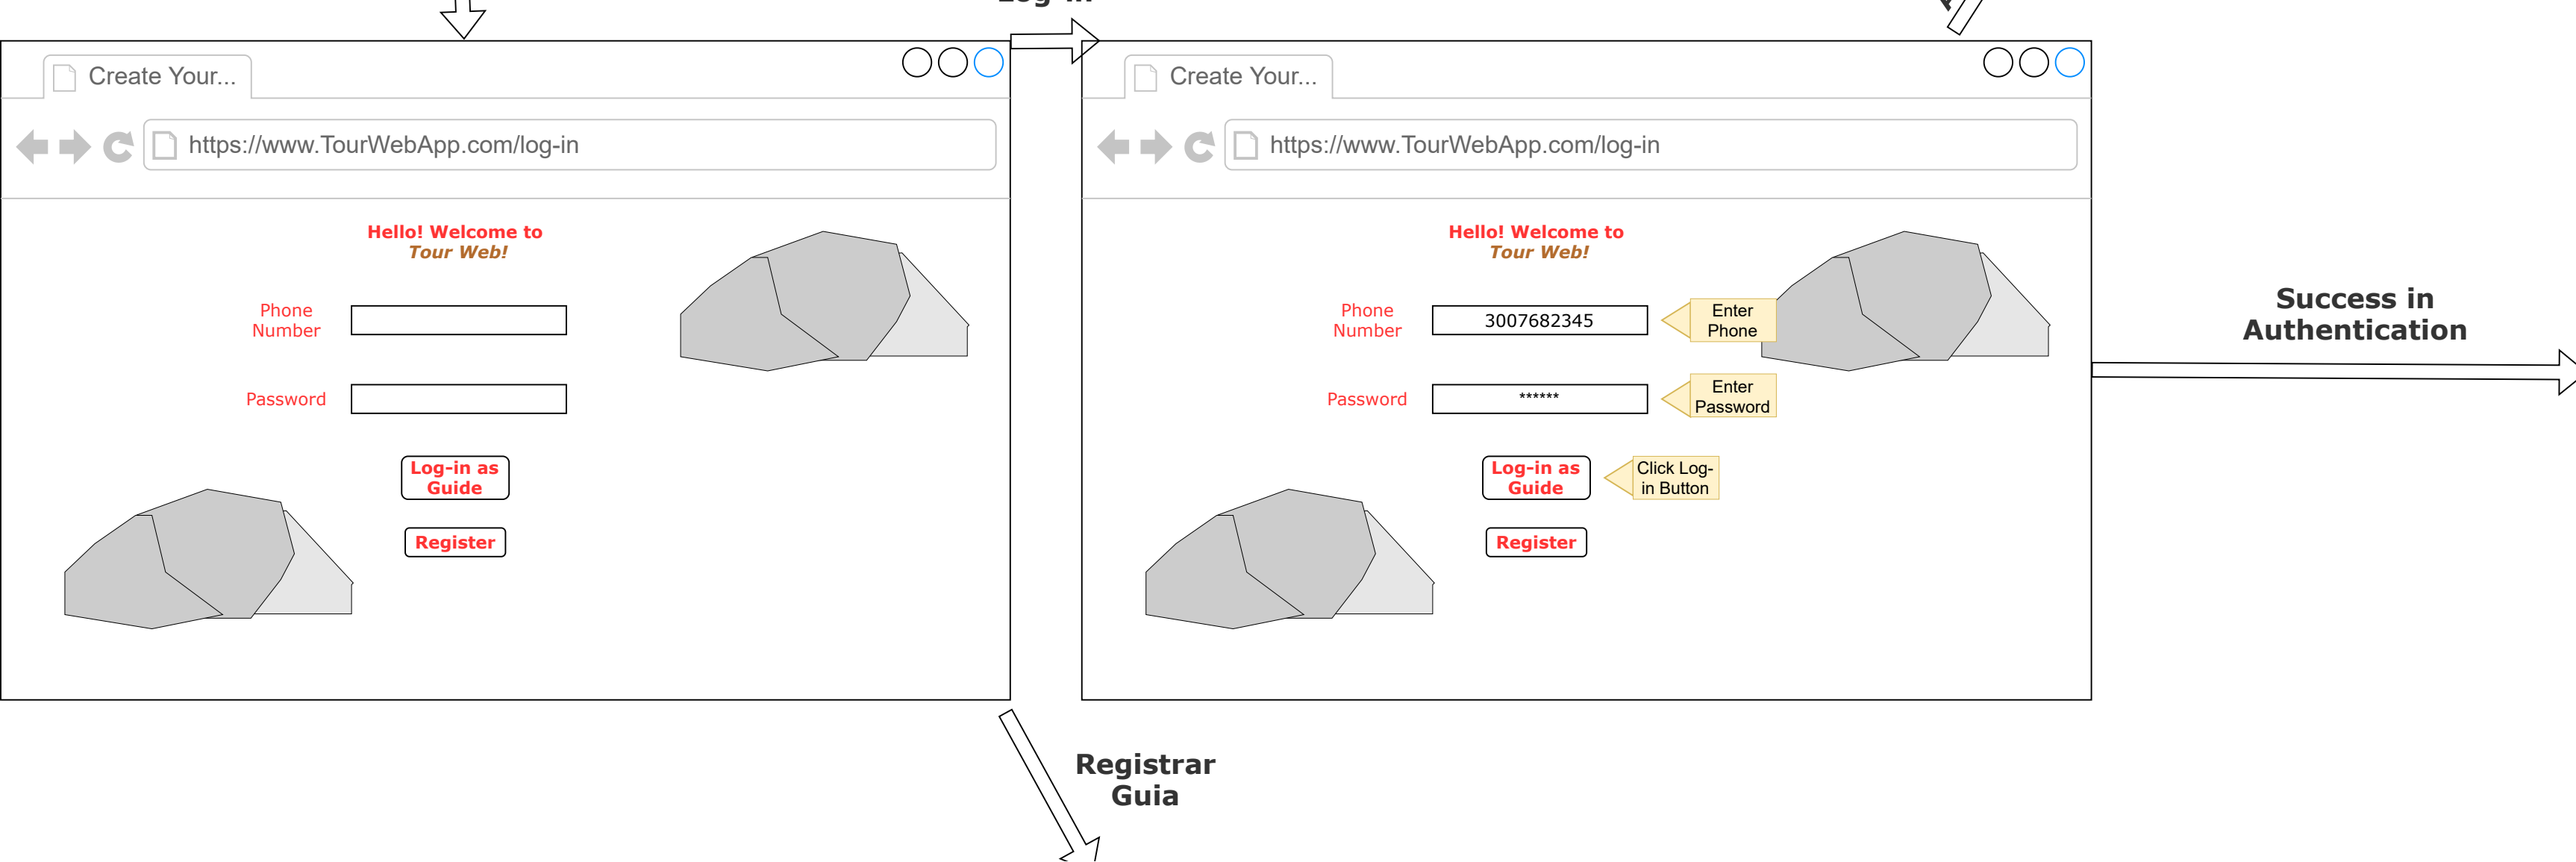 Create Your...
https://www.TourWebApp.com/log-in
Hello! Welcome to
Tour Web!
Phone
Number
Password
Log-in as
Guide
Register
Create Your...
https://www.TourWebApp.com/log-in
Hello! Welcome to
Tour Web!
Phone
Number
3007682345
Enter
Phone
Password
******
Enter
Password
Log-in as
Guide
Click Log-
in Button
Register
Success in
Authentication
Registrar
Guia